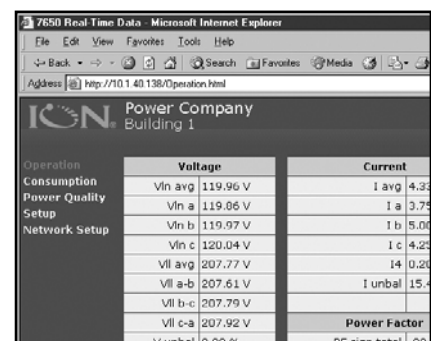 7650 Real-Time Data - Microsoft Internet Explorer
File Edit View Favorites Tools Help
Back Search Favorites Media
Address http://10.1.40.138/Operation.html
ION® Power Company
Building 1
Operation
Consumption
Power Quality
Setup
Network Setup
Voltage
Vln avg 119.96 V
Vln a 119.86 V
Vln b 119.97 V
Vln c 120.04 V
Vll avg 207.77 V
Vll a-b 207.61 V
Vll b-c 207.79 V
Vll c-a 207.92 V
Current
I avg 4.33
I a 3.75
I b 5.00
I c 4.25
I4 0.20
I unbal 15.4
Power Factor